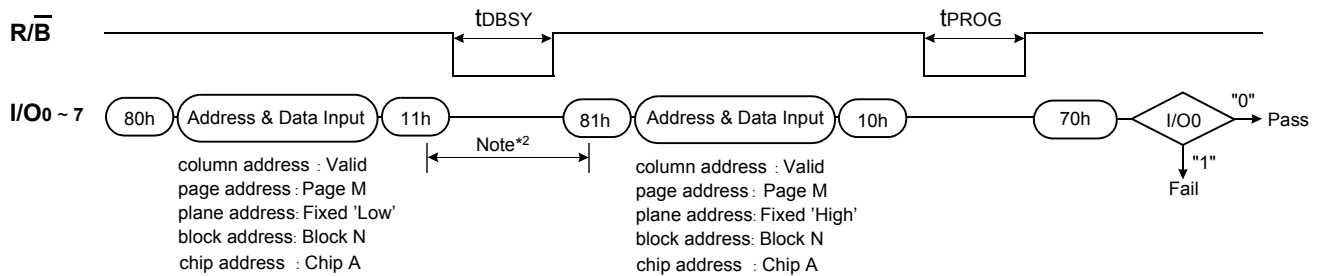 tDBSY tPROG
R/B
I/O0 ~ 7 80h Address & Data Input 11h 81h Address & Data Input 10h 70h I/O0 "0" Pass
Note*2 "1"
Fail
column address : Valid
page address : Page M
plane address: Fixed 'Low'
block address: Block N
chip address : Chip A
column address : Valid
page address : Page M
plane address: Fixed 'High'
block address: Block N
chip address : Chip A